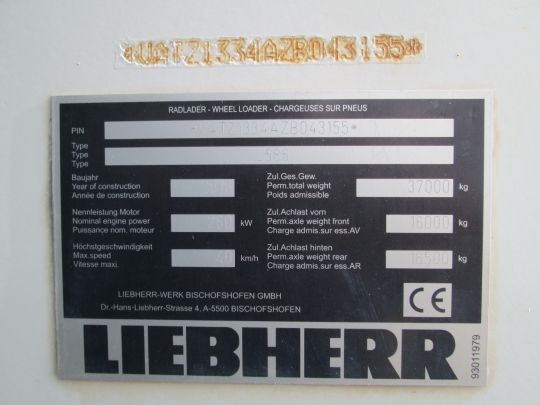 *VATZ1334AZB043155*
RADLADER - WHEEL LOADER - CHARGEUSES SUR PNEUS
PIN *VATZ1334AZB043155*
Type
Type
Type
586
Baujahr
Year of construction
Année de construction
Zul.Ges.Gew.
Perm.total weight
Poids admissible
37000 kg
Nennleistung Motor
Nominal engine power
Puissance nom. moteur
kW
Zul.Achlast vorn
Perm.axle weight front
Charge admis.sur ess.AV
16000 kg
Höchstgeschwindigkeit
Max.speed
Vitesse maxi.
40 km/h
Zul.Achlast hinten
Perm.axle weight rear
Charge admis.sur ess.AR
16500 kg
LIEBHERR-WERK BISCHOFSHOFEN GMBH
Dr.-Hans-Liebherr-Strasse 4, A-5500 BISCHOFSHOFEN
CE
LIEBHERR
93011979